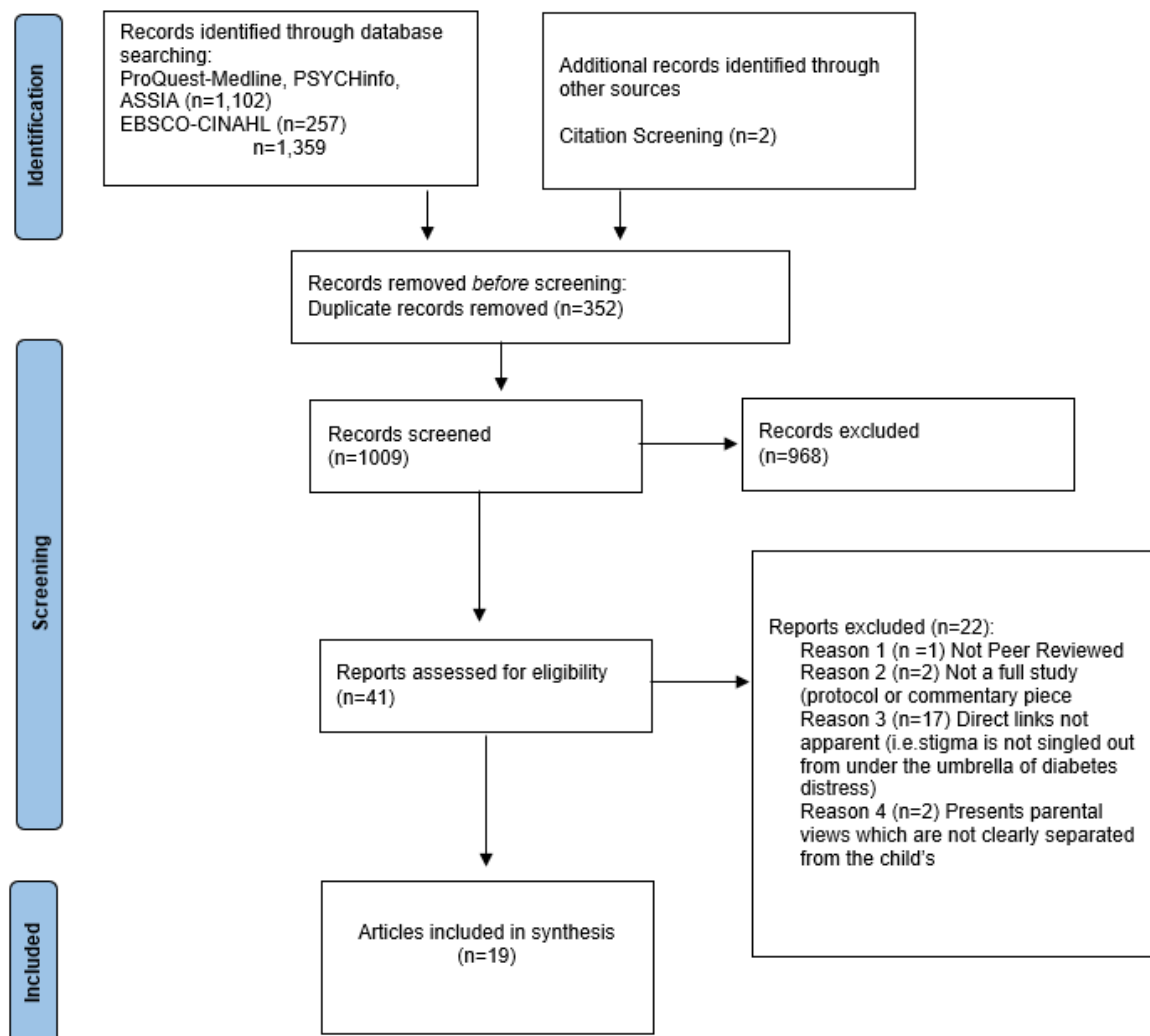 Identification
Records identified through database
searching:
ProQuest-Medline, PSYCHinfo,
ASSIA (n=1,102)
EBSCO-CINAHL (n=257)
n=1,359
Additional records identified through
other sources
Citation Screening (n=2)
Records removed before screening:
Duplicate records removed (n=352)
Screening
Records screened
(n=1009)
Records excluded
(n=968)
Reports assessed for eligibility
(n=41)
Reports excluded (n=22):
Reason 1 (n =1) Not Peer Reviewed
Reason 2 (n=2) Not a full study
(protocol or commentary piece
Reason 3 (n=17) Direct links not
apparent (i.e.stigma is not singled out
from under the umbrella of diabetes
distress)
Reason 4 (n=2) Presents parental
views which are not clearly separated
from the child's
Included
Articles included in synthesis
(n=19)